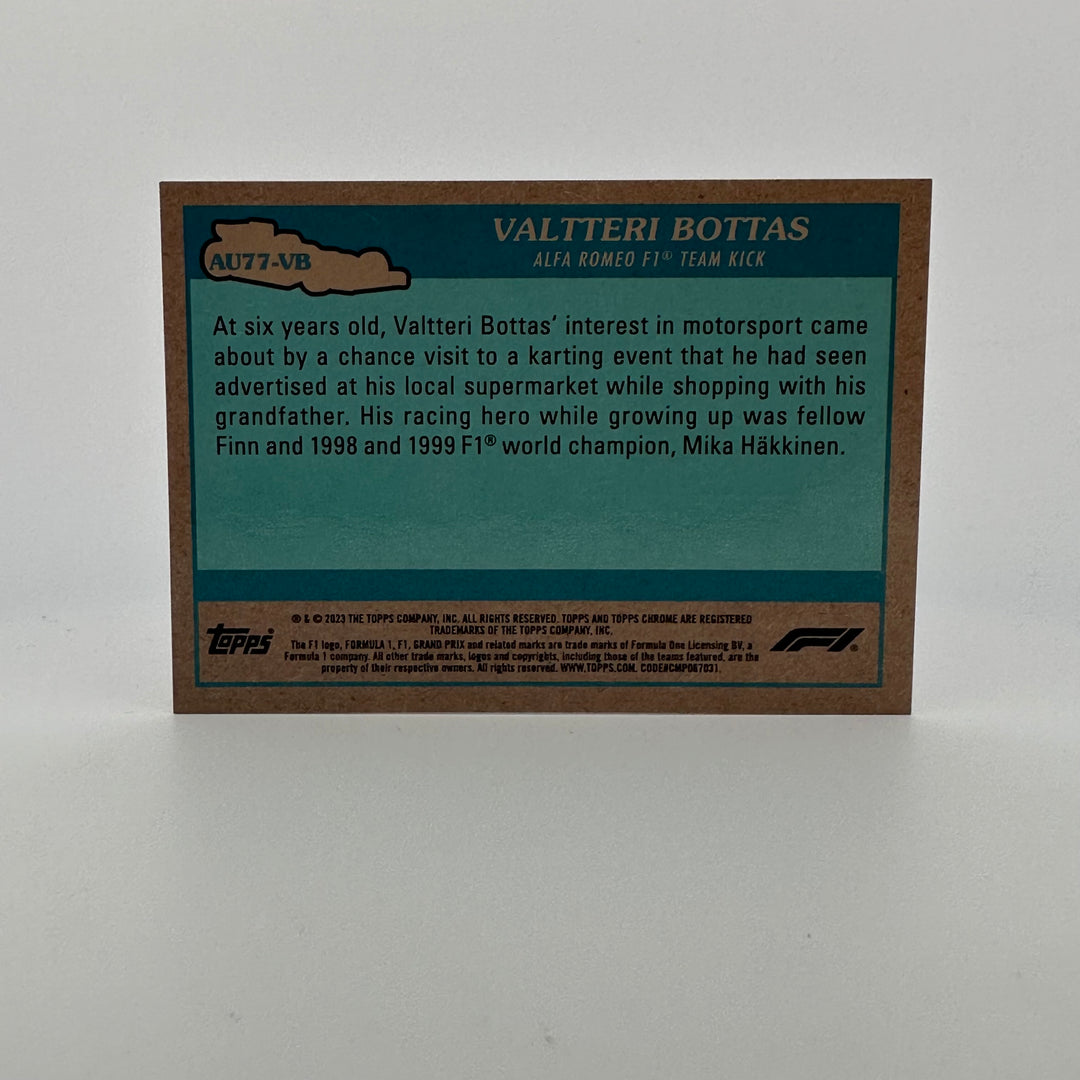 AU77-VB
VALTTERI BOTTAS
ALFA ROMEO F1® TEAM KICK
At six years old, Valtteri Bottas' interest in motorsport came
about by a chance visit to a karting event that he had seen
advertised at his local supermarket while shopping with his
grandfather. His racing hero while growing up was fellow
Finn and 1998 and 1999 F1® world champion, Mika Häkkinen.
topps
® & © 2023 THE TOPPS COMPANY, INC. ALL RIGHTS RESERVED. TOPPS AND TOPPS CHROME ARE REGISTERED
TRADEMARKS OF THE TOPPS COMPANY, INC.
The F1 logo, FORMULA 1, F1, GRAND PRIX and related marks are trade marks of Formula One Licensing BV, a
Formula 1 company. All other trade marks, logos and copyrights, including those of the teams featured, are the
property of their respective owners. All rights reserved. WWW.TOPPS.COM. CODE#CMP067031.
F1®